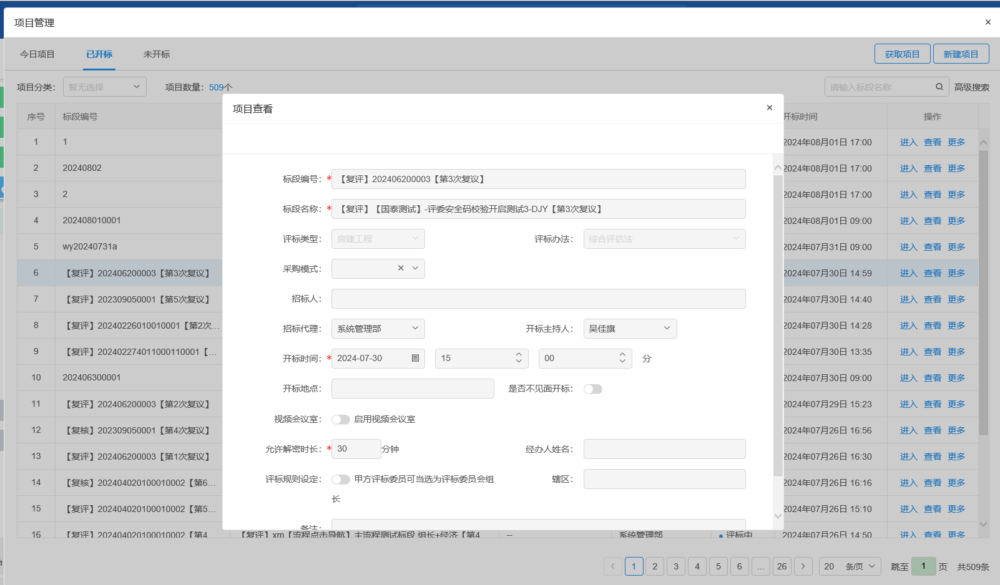 项目管理 ×
今日项目 已开标 未开标 获取项目 新建项目
项目分类： 暂无选择 项目数量：509个 请输入标段名称 高级搜索
序号 标段编号 开标时间 操作
1 1 2024年08月01日 17:00 进入 查看 更多
2 20240802 2024年08月01日 17:00 进入 查看 更多
3 2 2024年08月01日 17:00 进入 查看 更多
4 202408010001 2024年08月01日 09:00 进入 查看 更多
5 wy20240731a 2024年07月31日 09:00 进入 查看 更多
6 【复评】202406200003【第3次复议】 2024年07月30日 14:59 进入 查看 更多
7 【复评】202309050001【第5次复议】 2024年07月30日 14:40 进入 查看 更多
8 【复评】20240226010010001【第2次... 2024年07月30日 14:28 进入 查看 更多
9 【复评】202402274011000110001【... 2024年07月30日 13:35 进入 查看 更多
10 202406300001 2024年07月30日 09:00 进入 查看 更多
11 【复评】202406200003【第2次复议】 2024年07月29日 15:23 进入 查看 更多
12 【复核】202309050001【第4次复议】 2024年07月26日 16:56 进入 查看 更多
13 【复评】202406200003【第1次复议】 2024年07月26日 16:30 进入 查看 更多
14 【复核】202404020100010002【第6... 2024年07月26日 16:16 进入 查看 更多
15 【复评】202404020100010002【第5... 2024年07月26日 15:10 进入 查看 更多
16 【复评】202404020100010002【第4 【复评】xm【流程点击导航】主流程测试标段 组长+经济【第4 -- 系统管理部 评标中 2024年07月26日 14:50 进入 查看 更多
项目查看 ×
标段编号：*【复评】202406200003【第3次复议】
标段名称：*【复评】【国泰测试】-评委安全码校验开启测试3-DJY【第3次复议】
评标类型： 房建工程 评标办法： 综合评估法
采购模式： ×
招标人：
招标代理： 系统管理部 开标主持人： 吴佳旗
开标时间：* 2024-07-30 15 00 分
开标地点： 是否不见面开标：
视频会议室： 启用视频会议室
允许解密时长：* 30 分钟 经办人姓名：
评标规则设定： 甲方评标委员可当选为评标委员会组 辖区：
长
备注：
< 1 2 3 4 5 6 ... 26 > 20 条/页 跳至 1 页 共509条